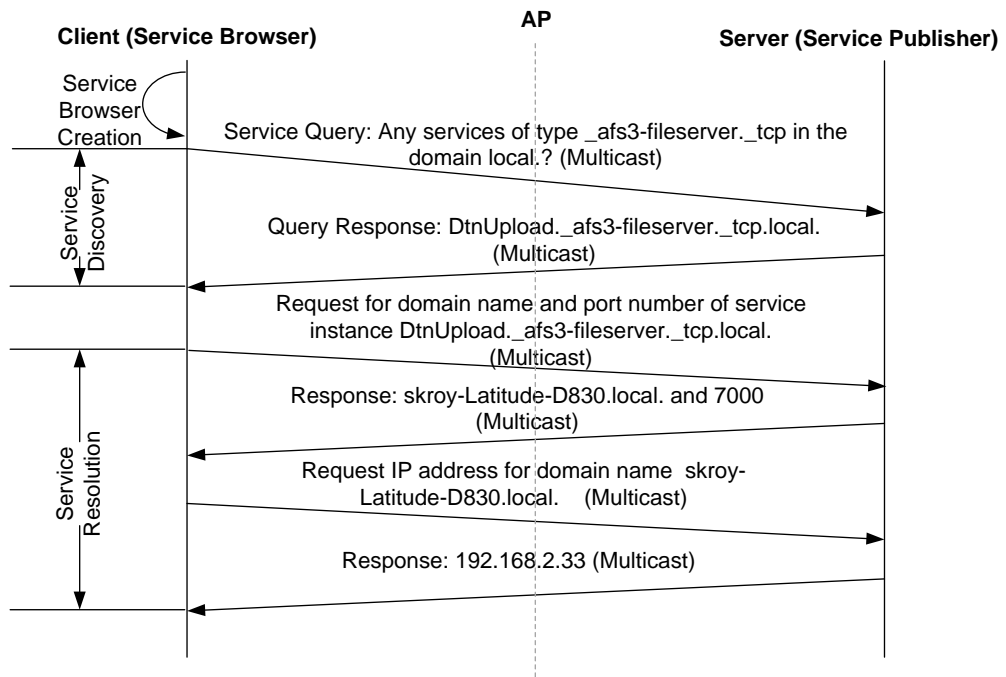 AP
Client (Service Browser)
Server (Service Publisher)
Service
Browser
Creation
Service Query: Any services of type _afs3-fileserver._tcp in the
domain local.? (Multicast)
Service
Discovery
Query Response: DtnUpload._afs3-fileserver._tcp.local.
(Multicast)
Request for domain name and port number of service
instance DtnUpload._afs3-fileserver._tcp.local.
(Multicast)
Service
Resolution
Response: skroy-Latitude-D830.local. and 7000
(Multicast)
Request IP address for domain name skroy-
Latitude-D830.local. (Multicast)
Response: 192.168.2.33 (Multicast)